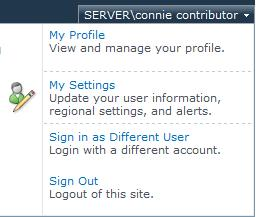 SERVER\connie contributor
My Profile
View and manage your profile.
My Settings
Update your user information,
regional settings, and alerts.
Sign in as Different User
Login with a different account.
Sign Out
Logout of this site.